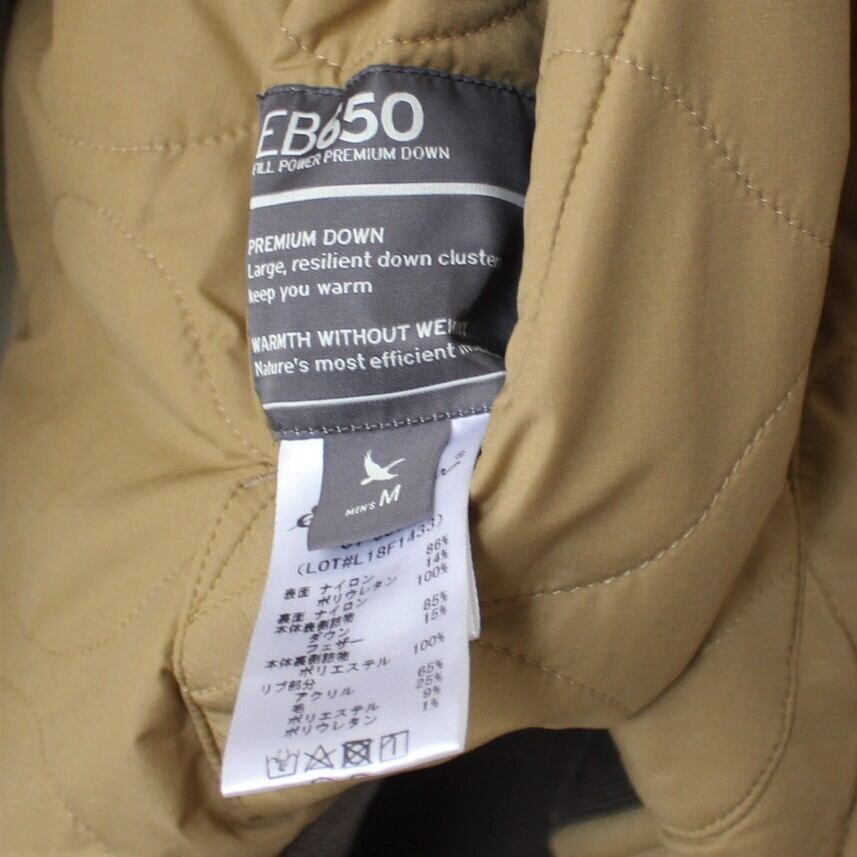 EB650
FILL POWER PREMIUM DOWN
PREMIUM DOWN
Large, resilient down
keep you warm
WARMTH WITHOUT
Nature's most efficient
MEN'S M
(LOT#L18F1433)
表面 ナイロン 86%
ポリウレタン 14%
裏面 ナイロン 100%
本体表側詰物
ダウン 85%
フェザー 15%
本体裏側詰物
ポリエステル 100%
リブ部分
アクリル 65%
毛 25%
ポリエステル 9%
ポリウレタン 1%